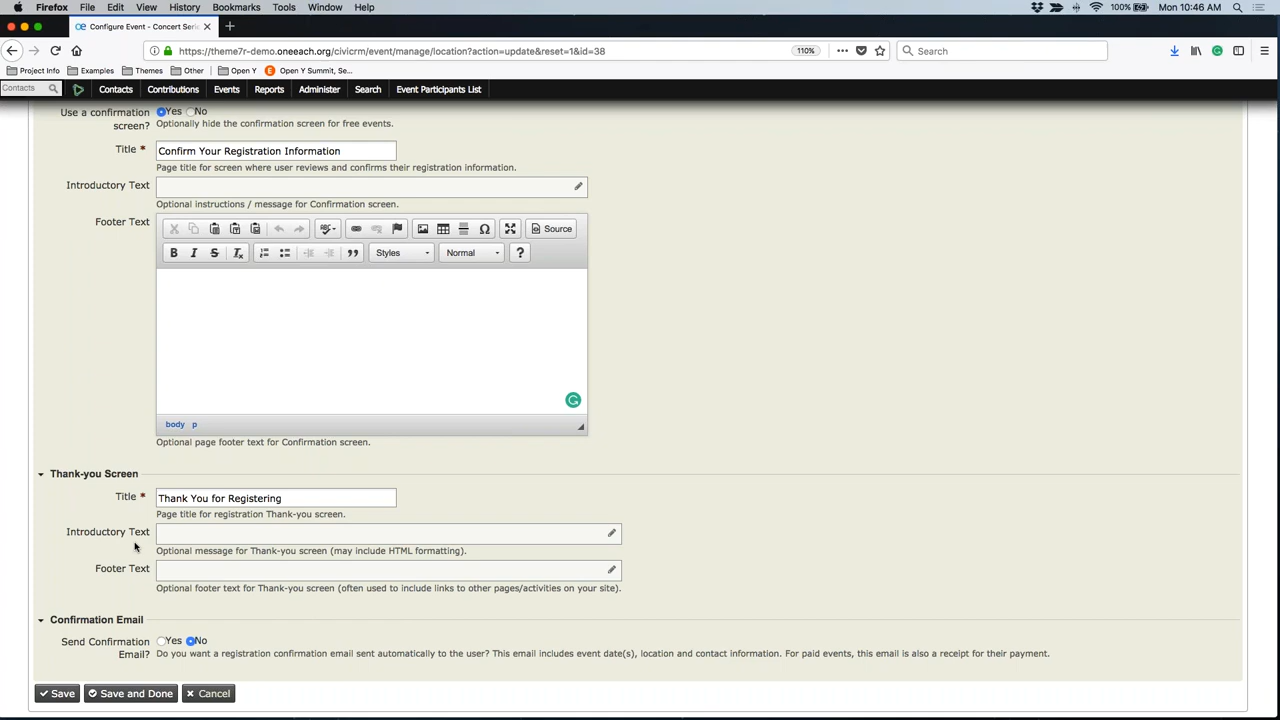 Firefox File Edit View History Bookmarks Tools Window Help 100% Mon 10:46 AM
Configure Event - Concert Seri
https://theme7r-demo.oneeach.org/civicrm/event/manage/location?action=update&reset=1&id=38 110% Search
Project Info Examples Themes Other Open Y Open Y Summit, Se...
Contacts Contacts Contributions Events Reports Administer Search Event Participants List
Use a confirmation screen? Yes No
Optionally hide the confirmation screen for free events.
Title * Confirm Your Registration Information
Page title for screen where user reviews and confirms their registration information.
Introductory Text
Optional instructions / message for Confirmation screen.
Footer Text
Source
B I S Tx Styles Normal ?
body p
Optional page footer text for Confirmation screen.
Thank-you Screen
Title * Thank You for Registering
Page title for registration Thank-you screen.
Introductory Text
Optional message for Thank-you screen (may include HTML formatting).
Footer Text
Optional footer text for Thank-you screen (often used to include links to other pages/activities on your site).
Confirmation Email
Send Confirmation Email? Yes No
Do you want a registration confirmation email sent automatically to the user? This email includes event date(s), location and contact information. For paid events, this email is also a receipt for their payment.
Save Save and Done Cancel